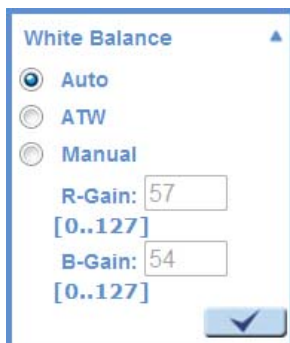 White Balance
Auto
ATW
Manual
R-Gain: 57
[0..127]
B-Gain: 54
[0..127]